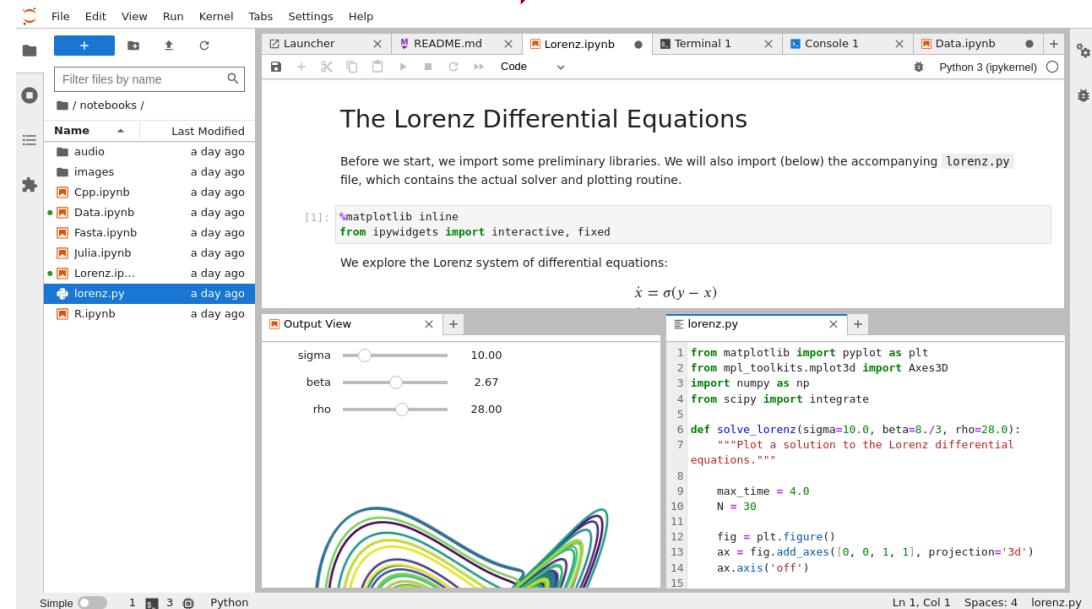 File Edit View Run Kernel Tabs Settings Help
+
Filter files by name
/ notebooks /
Name Last Modified
audio a day ago
images a day ago
Cpp.ipynb a day ago
Data.ipynb a day ago
Fasta.ipynb a day ago
Julia.ipynb a day ago
Lorenz.ip... a day ago
lorenz.py a day ago
R.ipynb a day ago
Launcher README.md Lorenz.ipynb Terminal 1 Console 1 Data.ipynb +
Code Python 3 (ipykernel)
The Lorenz Differential Equations
Before we start, we import some preliminary libraries. We will also import (below) the accompanying lorenz.py
file, which contains the actual solver and plotting routine.
[1]: %matplotlib inline
from ipywidgets import interactive, fixed
We explore the Lorenz system of differential equations:
ẋ = σ(y − x)
Output View +
sigma 10.00
beta 2.67
rho 28.00
lorenz.py +
1 from matplotlib import pyplot as plt
2 from mpl_toolkits.mplot3d import Axes3D
3 import numpy as np
4 from scipy import integrate
5
6 def solve_lorenz(sigma=10.0, beta=8./3, rho=28.0):
7     """Plot a solution to the Lorenz differential
equations."""
8
9     max_time = 4.0
10     N = 30
11
12     fig = plt.figure()
13     ax = fig.add_axes([0, 0, 1, 1], projection='3d')
14     ax.axis('off')
15
Simple 1 3 Python Ln 1, Col 1 Spaces: 4 lorenz.py